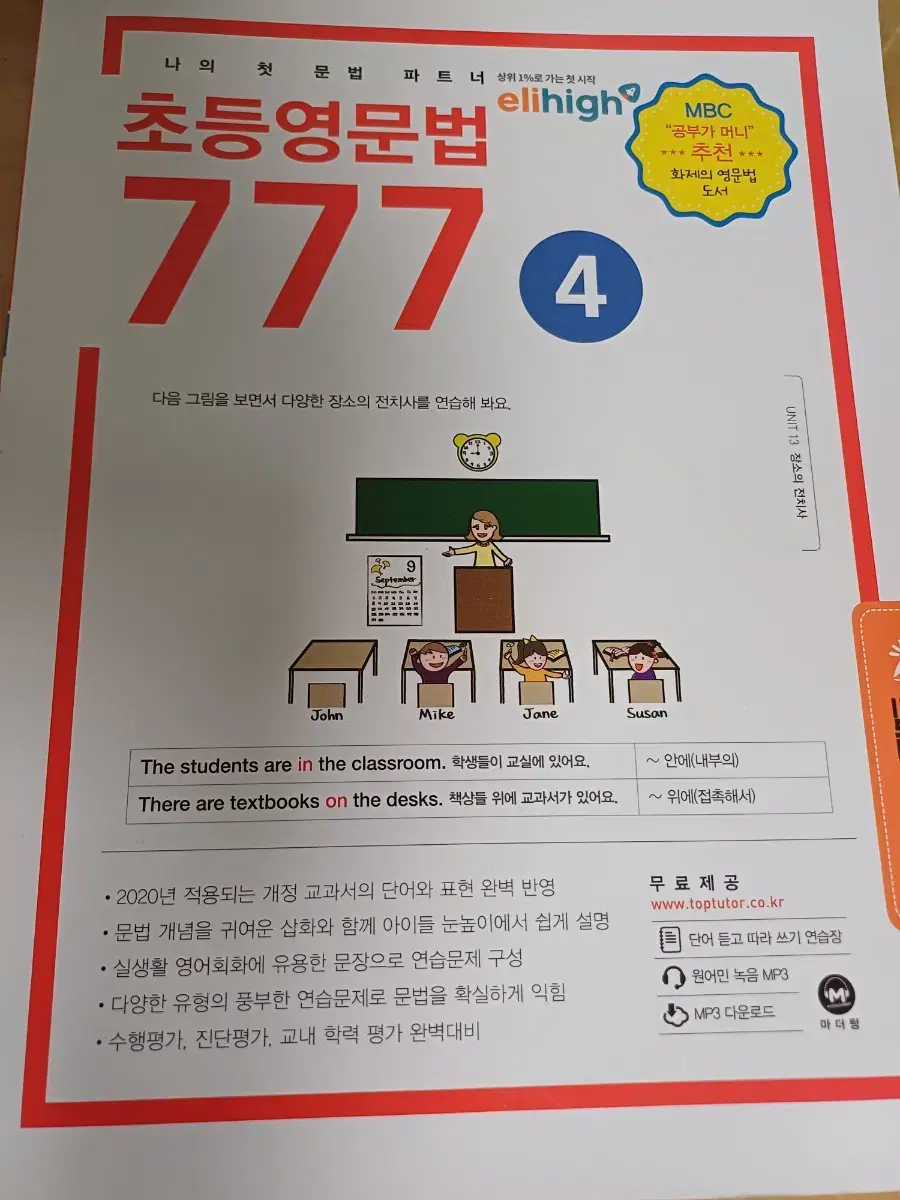 나의 첫 문법 파트너
상위 1%로 가는 첫 시작
elihigh
초등영문법
777
4
MBC
"공부가 머니"
★★★ 추천 ★★★
화제의 영문법
도서
다음 그림을 보면서 다양한 장소의 전치사를 연습해 봐요.
UNIT 13 장소의 전치사
9
September
John
Mike
Jane
Susan
The students are in the classroom. 학생들이 교실에 있어요.
～ 안에(내부의)
There are textbooks on the desks. 책상들 위에 교과서가 있어요.
～ 위에(접촉해서)
• 2020년 적용되는 개정 교과서의 단어와 표현 완벽 반영
• 문법 개념을 귀여운 삽화와 함께 아이들 눈높이에서 쉽게 설명
• 실생활 영어회화에 유용한 문장으로 연습문제 구성
• 다양한 유형의 풍부한 연습문제로 문법을 확실하게 익힘
• 수행평가, 진단평가, 교내 학력 평가 완벽대비
무료제공
www.toptutor.co.kr
단어 듣고 따라 쓰기 연습장
원어민 녹음 MP3
MP3 다운로드
M
마더텅